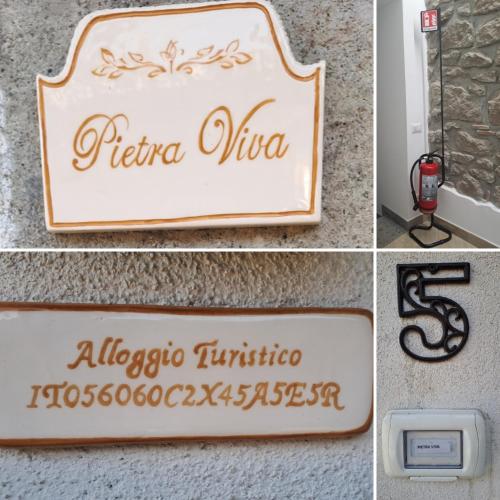 Pietra Viva
Alloggio Turistico
IT056060C2X45A5E5R
5
PIETRA VIVA